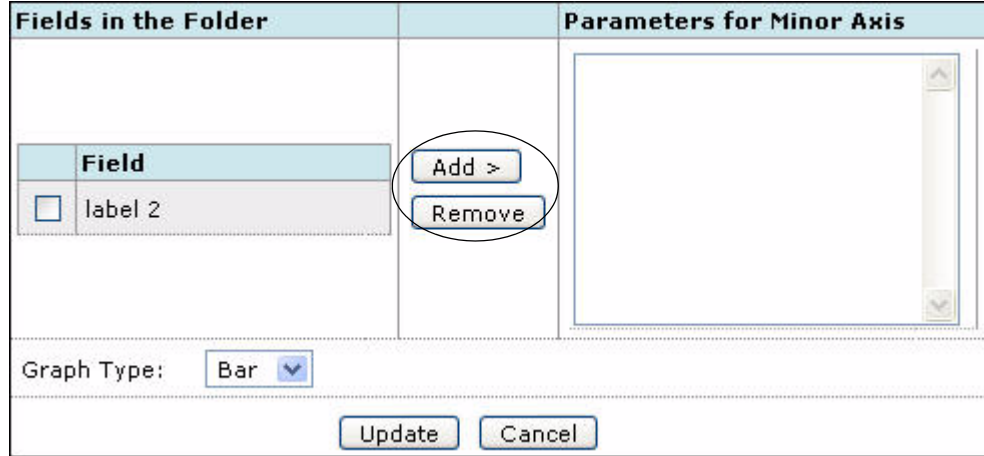 Fields in the Folder
Parameters for Minor Axis
Field
label 2
Add >
Remove
Graph Type: Bar
Update Cancel